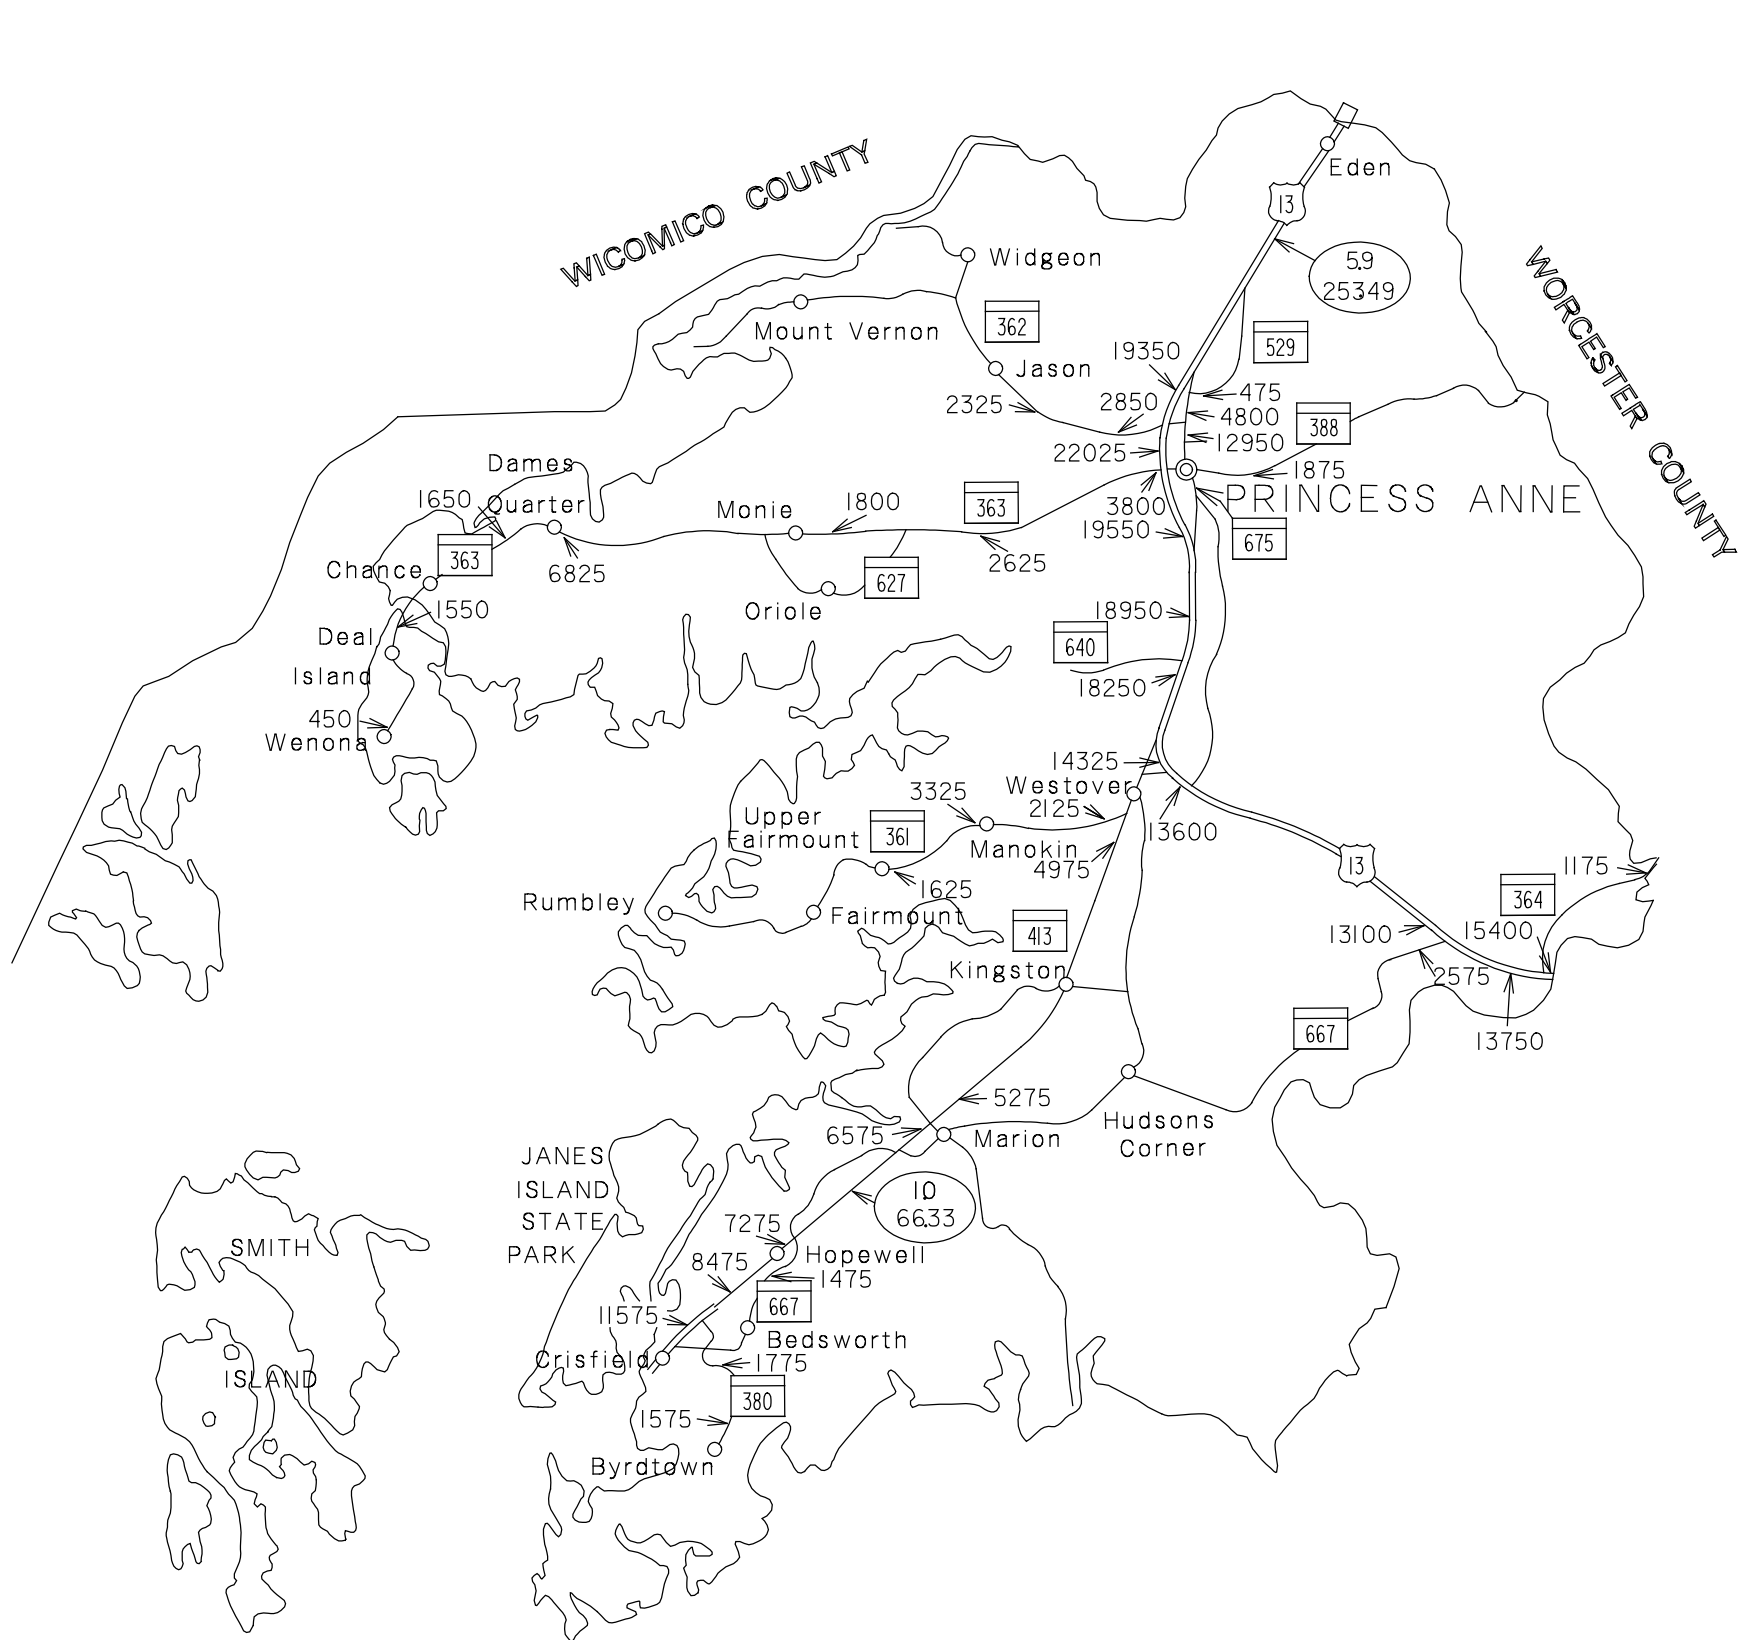 WICOMICO COUNTY
WORCESTER COUNTY
Eden
13
5.9
25349
Widgeon
Mount Vernon
362
529
19350
Jason
475
2325
2850
4800
388
12950
22025
Dames
1875
1650
Quarter
Monie
1800
363
3800
PRINCESS ANNE
19550
675
363
2625
Chance
6825
627
1550
Oriole
18950
Deal
640
Island
18250
450
Wenona
14325
Westover
3325
2125
Upper
Fairmount
361
13600
Manokin
4975
13
1175
1625
364
Rumbley
Fairmount
413
13100
15400
Kingston
2575
667
13750
5275
Hudsons
Corner
6575
Marion
JANES
ISLAND
STATE
PARK
10
66.33
7275
SMITH
Hopewell
8475
1475
667
11575
Bedsworth
Crisfield
1775
ISLAND
380
1575
Byrdtown